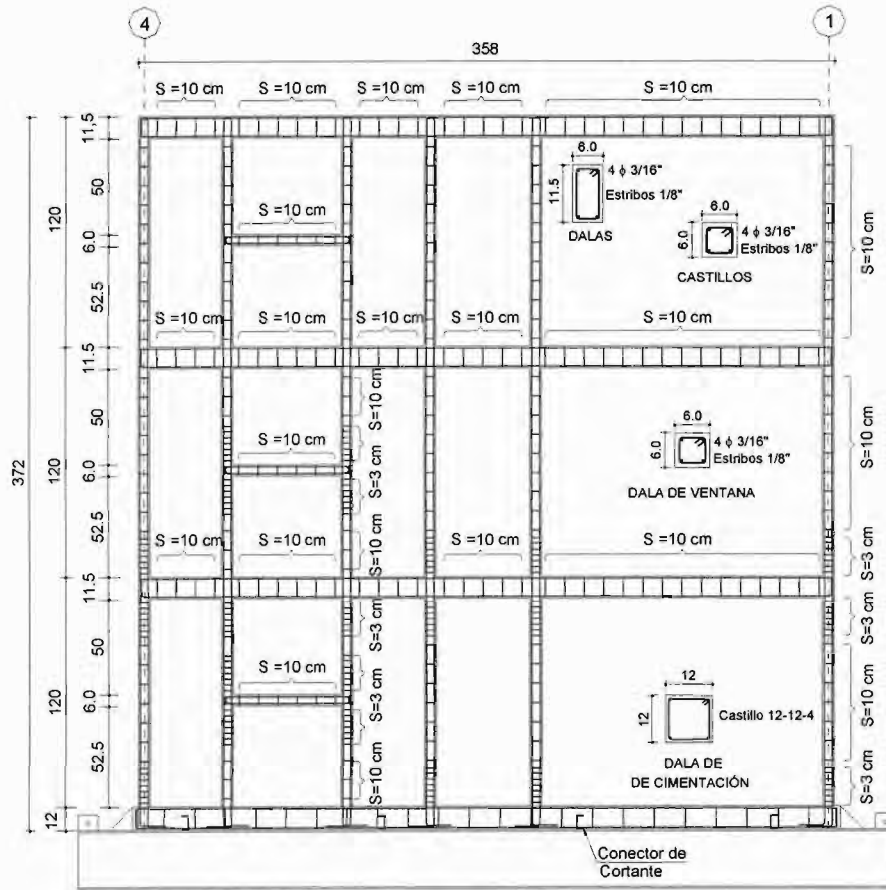 4
1
358
S =10 cm
S =10 cm
S =10 cm
S =10 cm
S =10 cm
11,5
50
6.0
52.5
120
S =10 cm
6.0
11.5
4 ϕ 3/16"
Estribos 1/8"
DALAS
6.0
6.0
4 ϕ 3/16"
Estribos 1/8"
CASTILLOS
S=10 cm
S =10 cm
S =10 cm
S =10 cm
S =10 cm
S =10 cm
372
11.5
50
6.0
52.5
120
S =10 cm
S=10 cm
S=3 cm
S=10 cm
6.0
6.0
4 ϕ 3/16"
Estribos 1/8"
DALA DE VENTANA
S=10 cm
S=3 cm
S =10 cm
S =10 cm
S =10 cm
S =10 cm
11.5
50
6.0
52.5
120
S =10 cm
S=3 cm
S=3 cm
S=3 cm
S=10 cm
12
12
Castillo 12-12-4
DALA DE
DE CIMENTACIÓN
S=3 cm
S=10 cm
S=3 cm
12
Conector de
Cortante